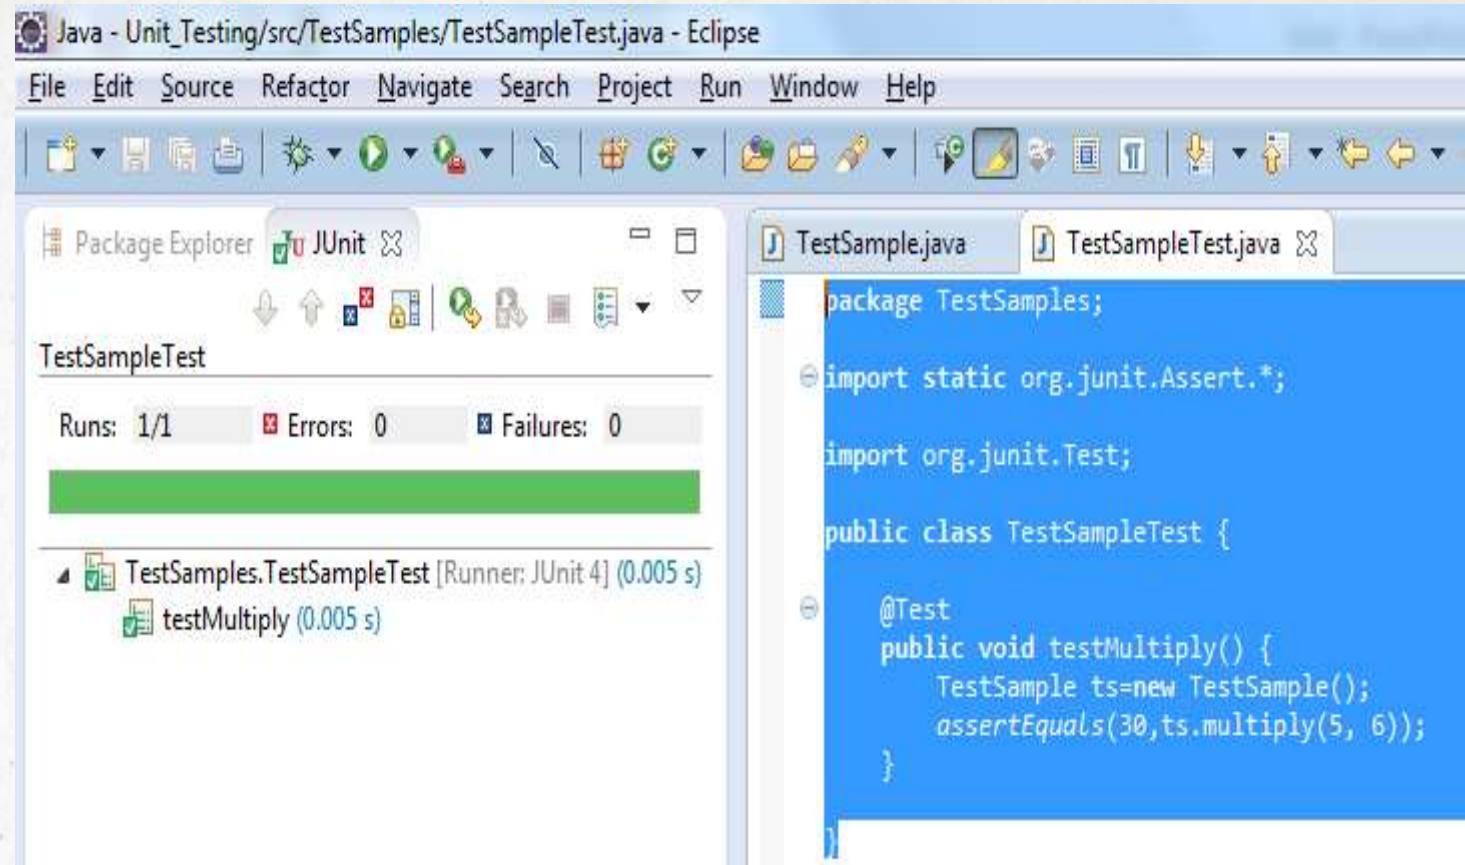 Java - Unit_Testing/src/TestSamples/TestSampleTest.java - Eclipse
File Edit Source Refactor Navigate Search Project Run Window Help
Package Explorer JUnit
TestSampleTest
Runs: 1/1 Errors: 0 Failures: 0
TestSamples.TestSampleTest [Runner: JUnit 4] (0.005 s)
testMultiply (0.005 s)
TestSample.java TestSampleTest.java
package TestSamples;
import static org.junit.Assert.*;
import org.junit.Test;
public class TestSampleTest {
@Test
public void testMultiply() {
TestSample ts=new TestSample();
assertEquals(30,ts.multiply(5, 6));
}
}